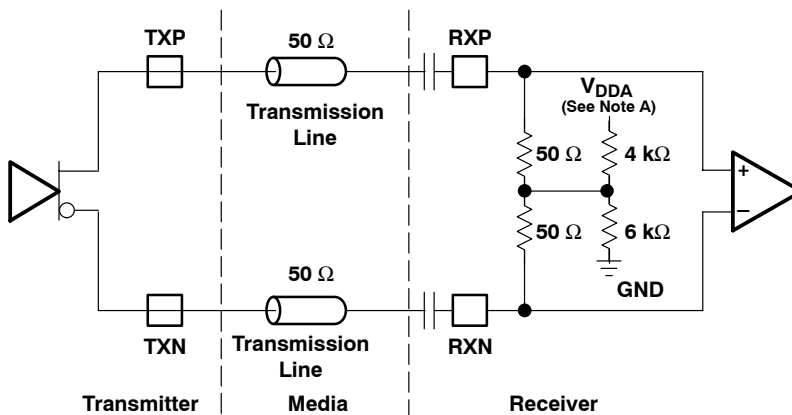 TXP
50 Ω
RXP
Transmission
Line
V_DDA
(See Note A)
50 Ω
4 kΩ
+
−
50 Ω
6 kΩ
GND
50 Ω
TXN
Transmission
Line
RXN
Transmitter
Media
Receiver